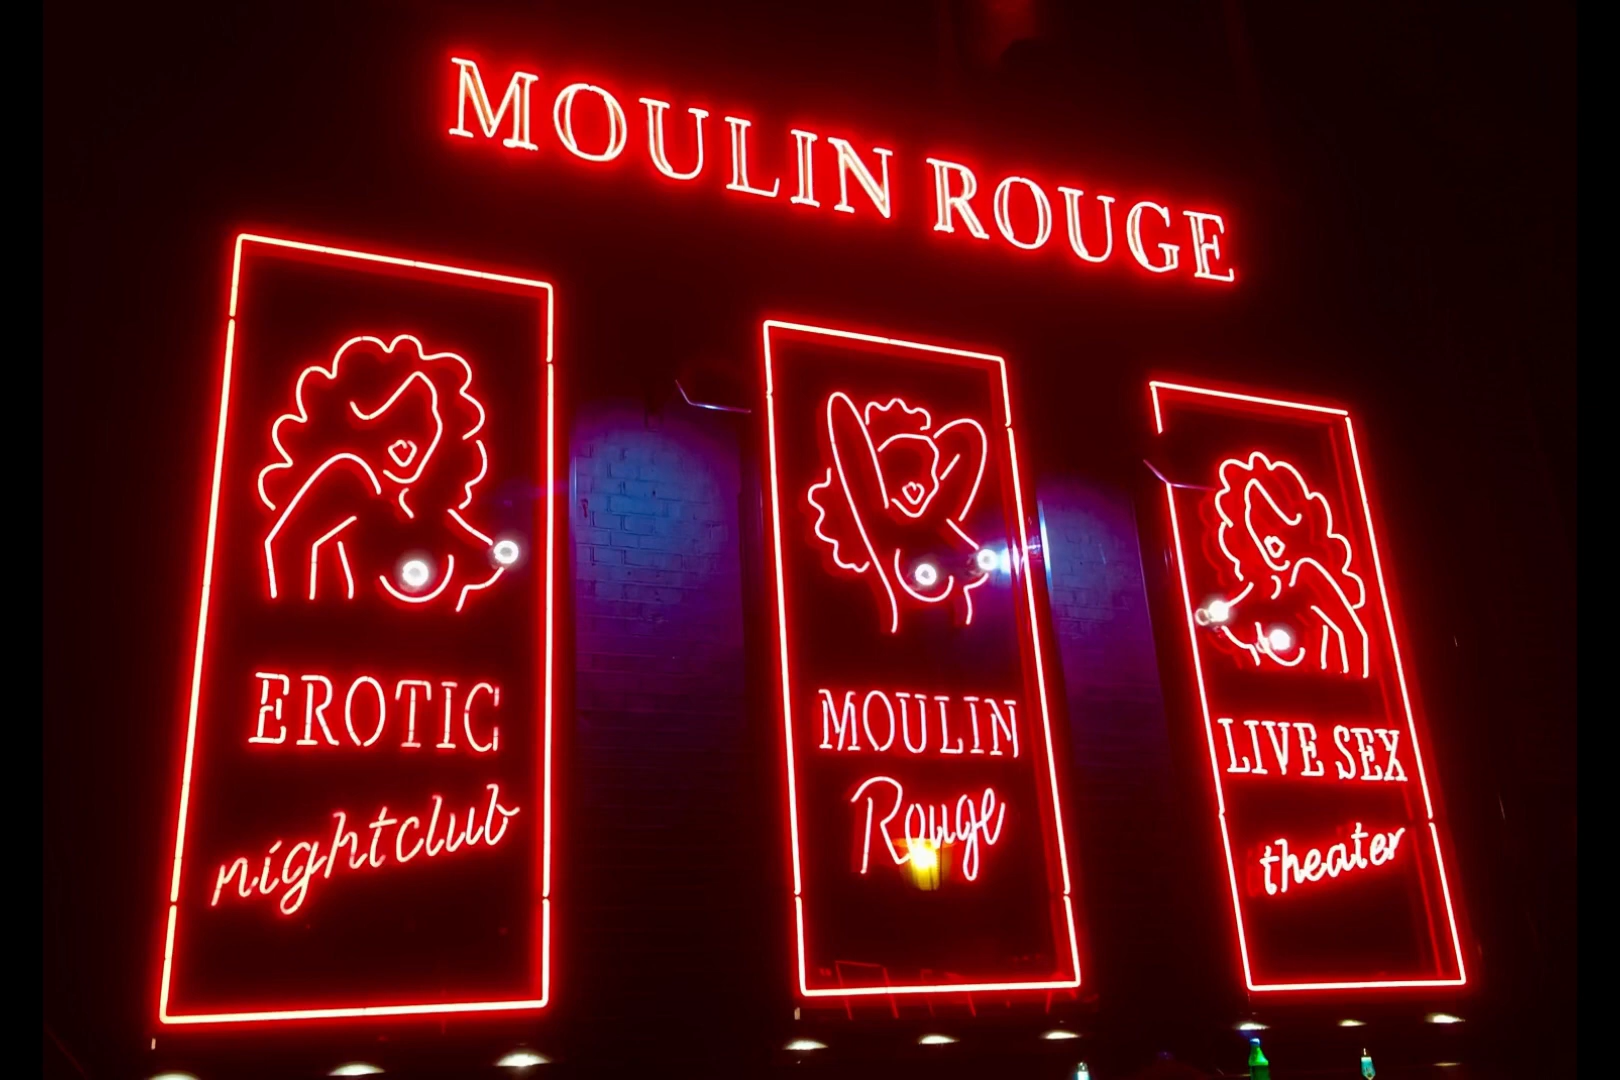 MOULIN ROUGE
EROTIC
nightclub
MOULIN
Rouge
LIVE SEX
theater